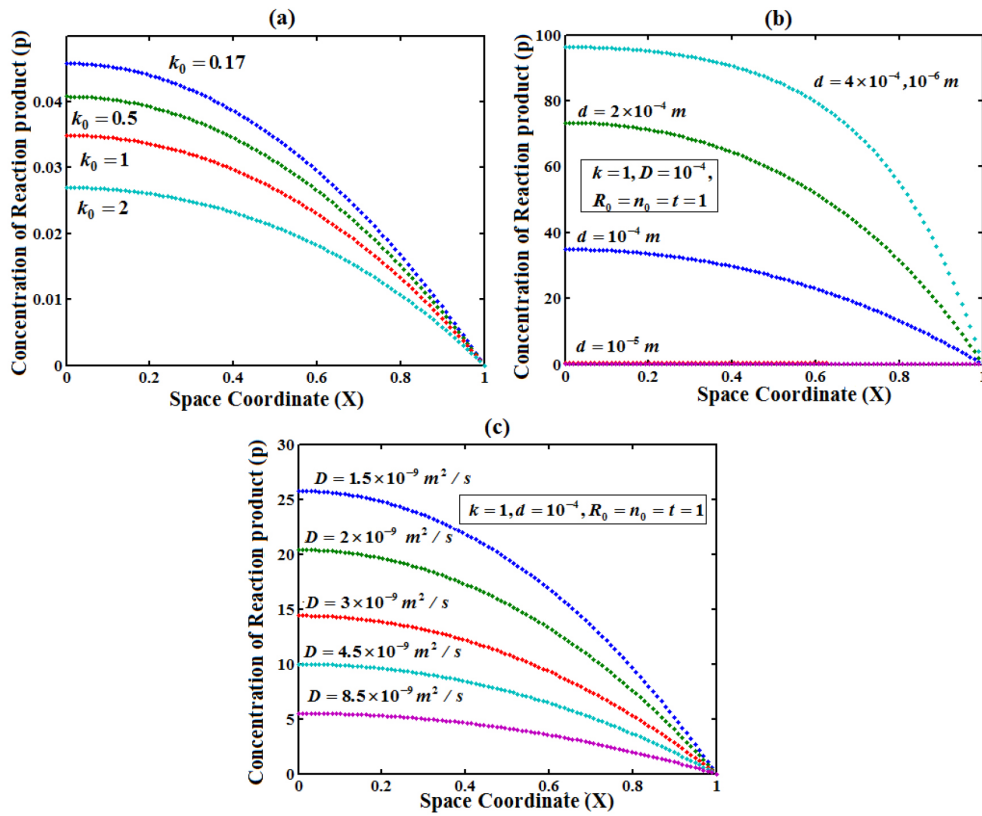 (a)
Concentration of Reaction product (p)
0.04
0.03
0.02
0.01
0
k₀ = 0.17
k₀ = 0.5
k₀ = 1
k₀ = 2
0 0.2 0.4 0.6 0.8 1
Space Coordinate (X)
(b)
Concentration of Reaction product (p)
100
80
60
40
20
0
d = 4×10⁻⁴,10⁻⁶ m
d = 2×10⁻⁴ m
k = 1, D = 10⁻⁴,
R₀ = n₀ = t = 1
d = 10⁻⁴ m
d = 10⁻⁵ m
0 0.2 0.4 0.6 0.8 1
Space Coordinate (X)
(c)
Concentration of Reaction product (p)
30
25
20
15
10
5
0
D = 1.5×10⁻⁹ m² / s
k = 1, d = 10⁻⁴, R₀ = n₀ = t = 1
D = 2×10⁻⁹ m² / s
D = 3×10⁻⁹ m² / s
D = 4.5×10⁻⁹ m² / s
D = 8.5×10⁻⁹ m² / s
0 0.2 0.4 0.6 0.8 1
Space Coordinate (X)